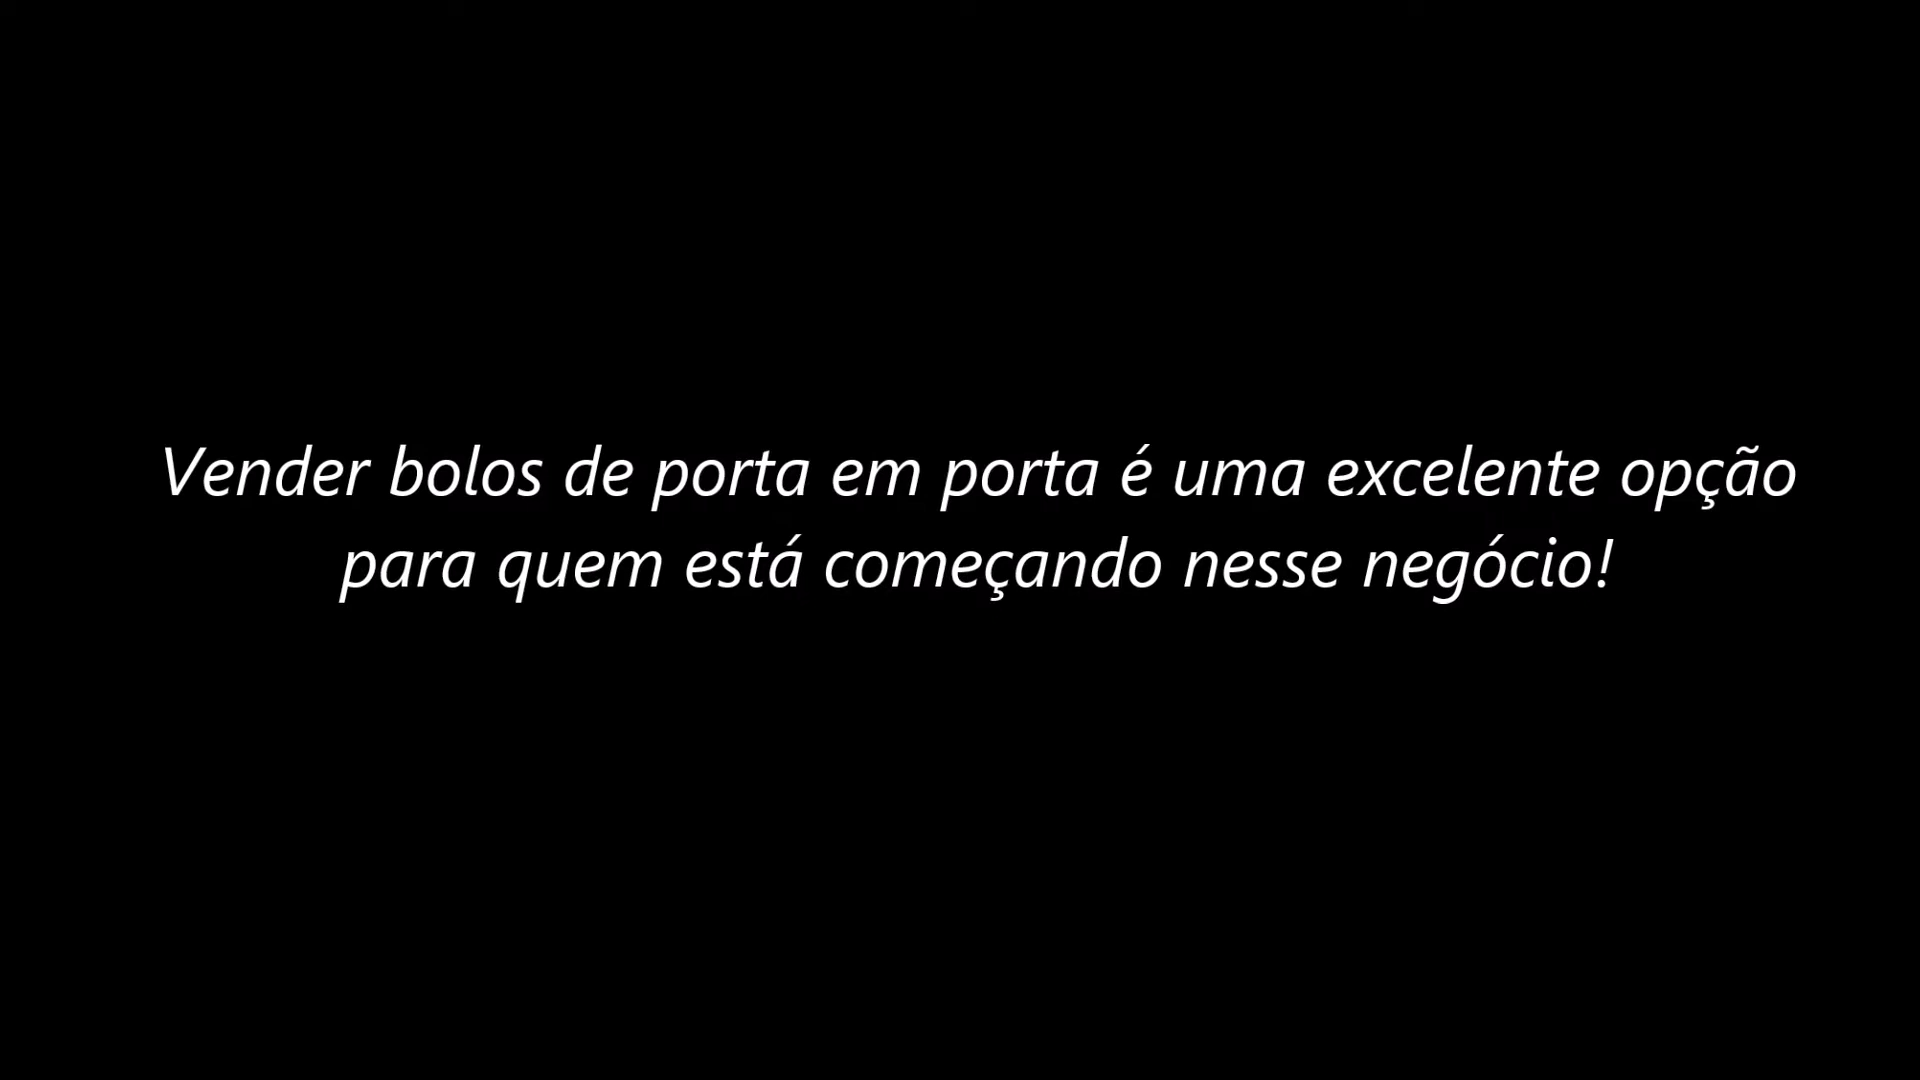 Vender bolos de porta em porta é uma excelente opção
para quem está começando nesse negócio!